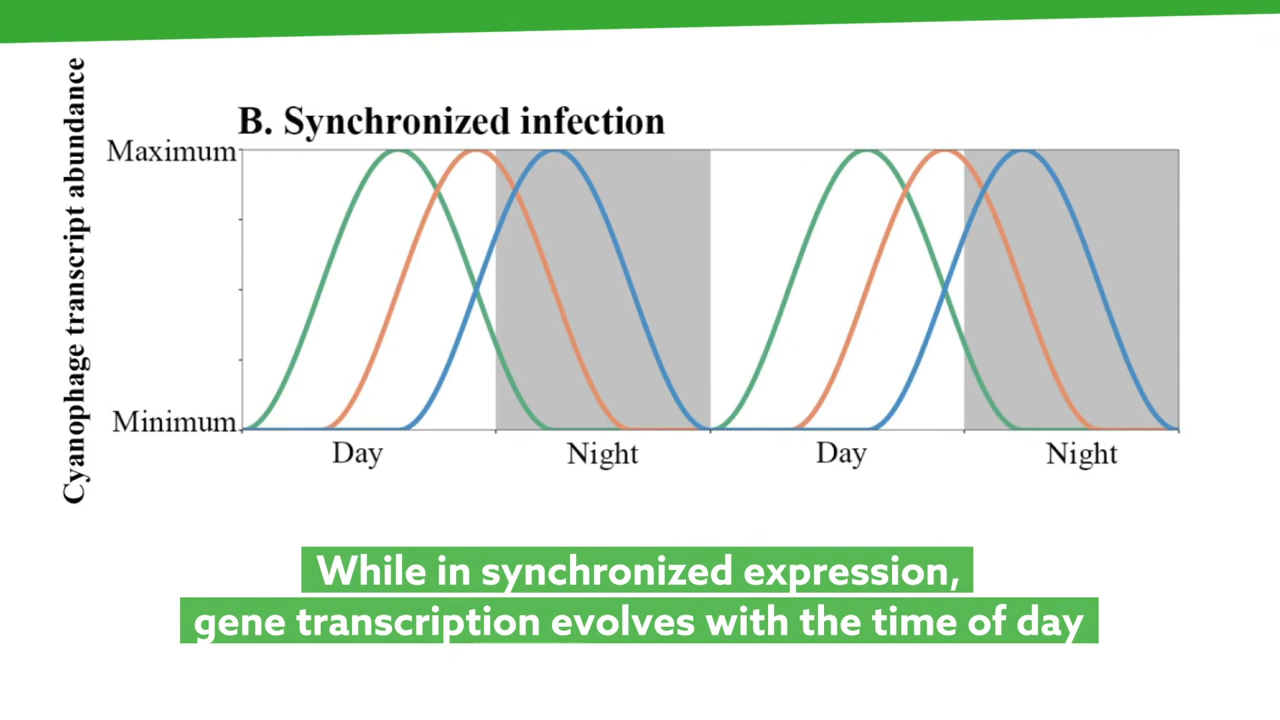 B. Synchronized infection
Cyanophage transcript abundance
Maximum
Minimum
Day
Night
Day
Night
While in synchronized expression,
gene transcription evolves with the time of day